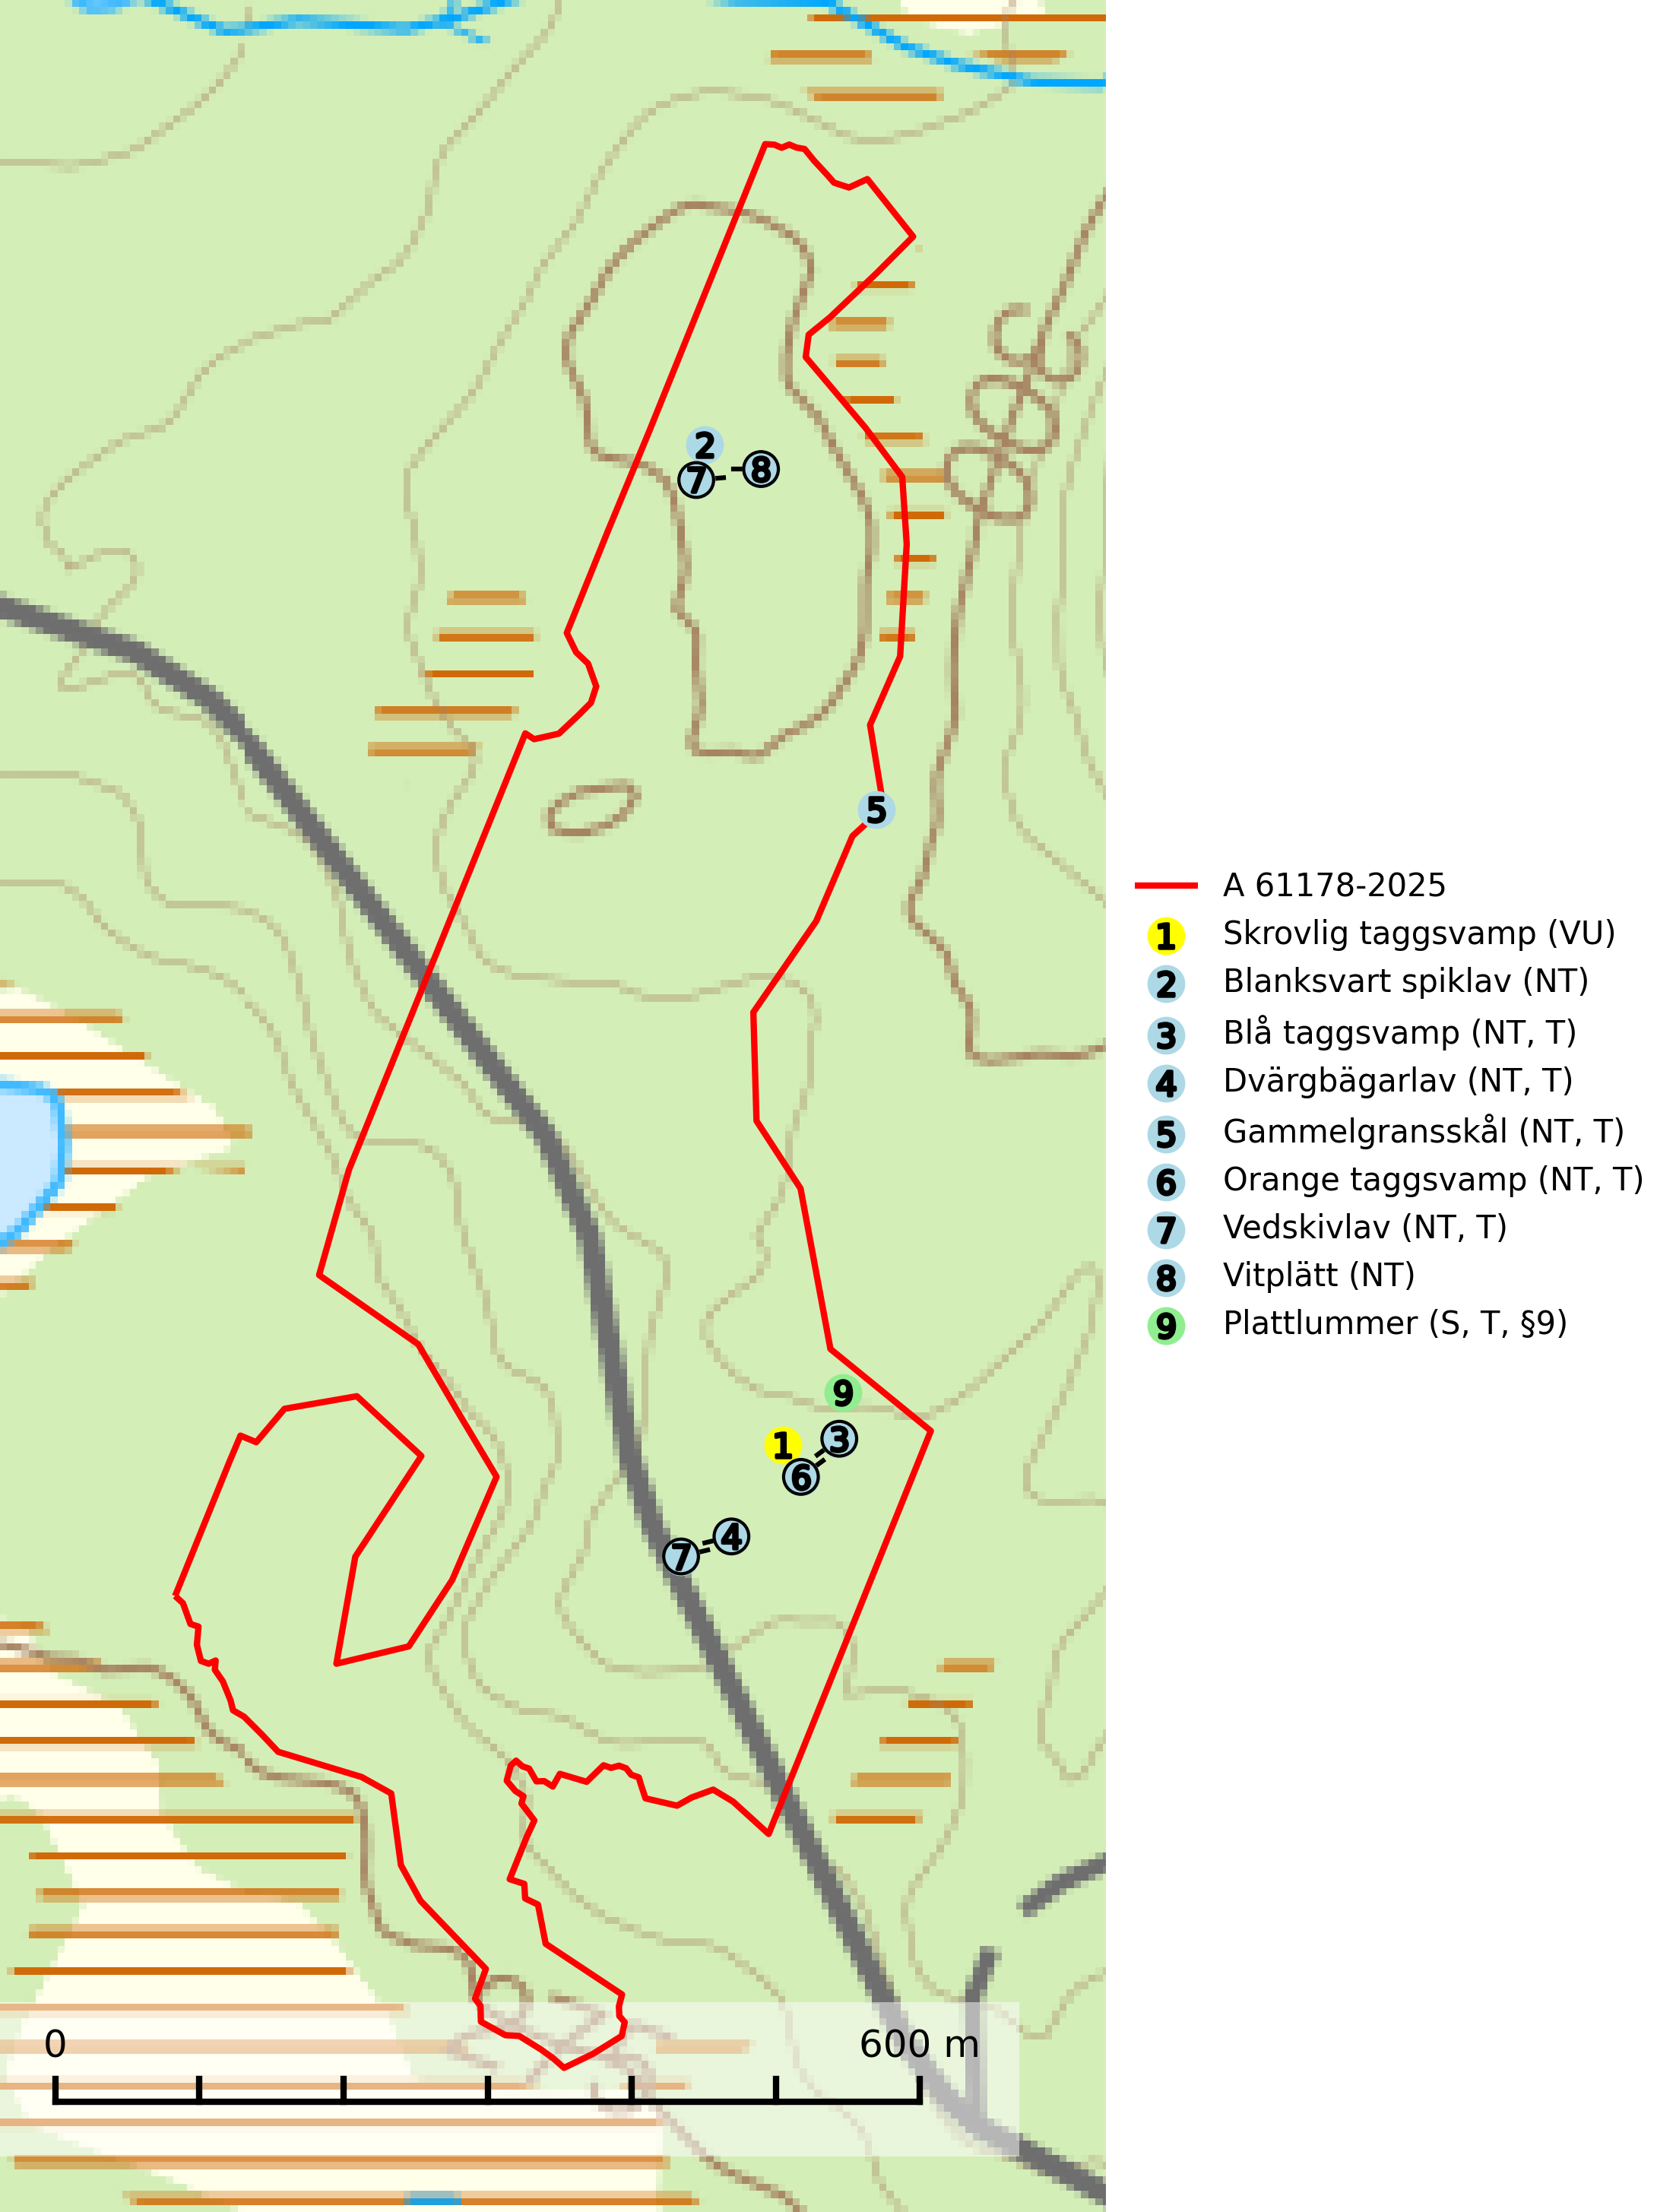 2
7
8
5
9
1
3
6
4
7
0 600 m
A 61178-2025
1 Skrovlig taggsvamp (VU)
2 Blanksvart spiklav (NT)
3 Blå taggsvamp (NT, T)
4 Dvärgbägarlav (NT, T)
5 Gammelgransskål (NT, T)
6 Orange taggsvamp (NT, T)
7 Vedskivlav (NT, T)
8 Vitplätt (NT)
9 Plattlummer (S, T, §9)